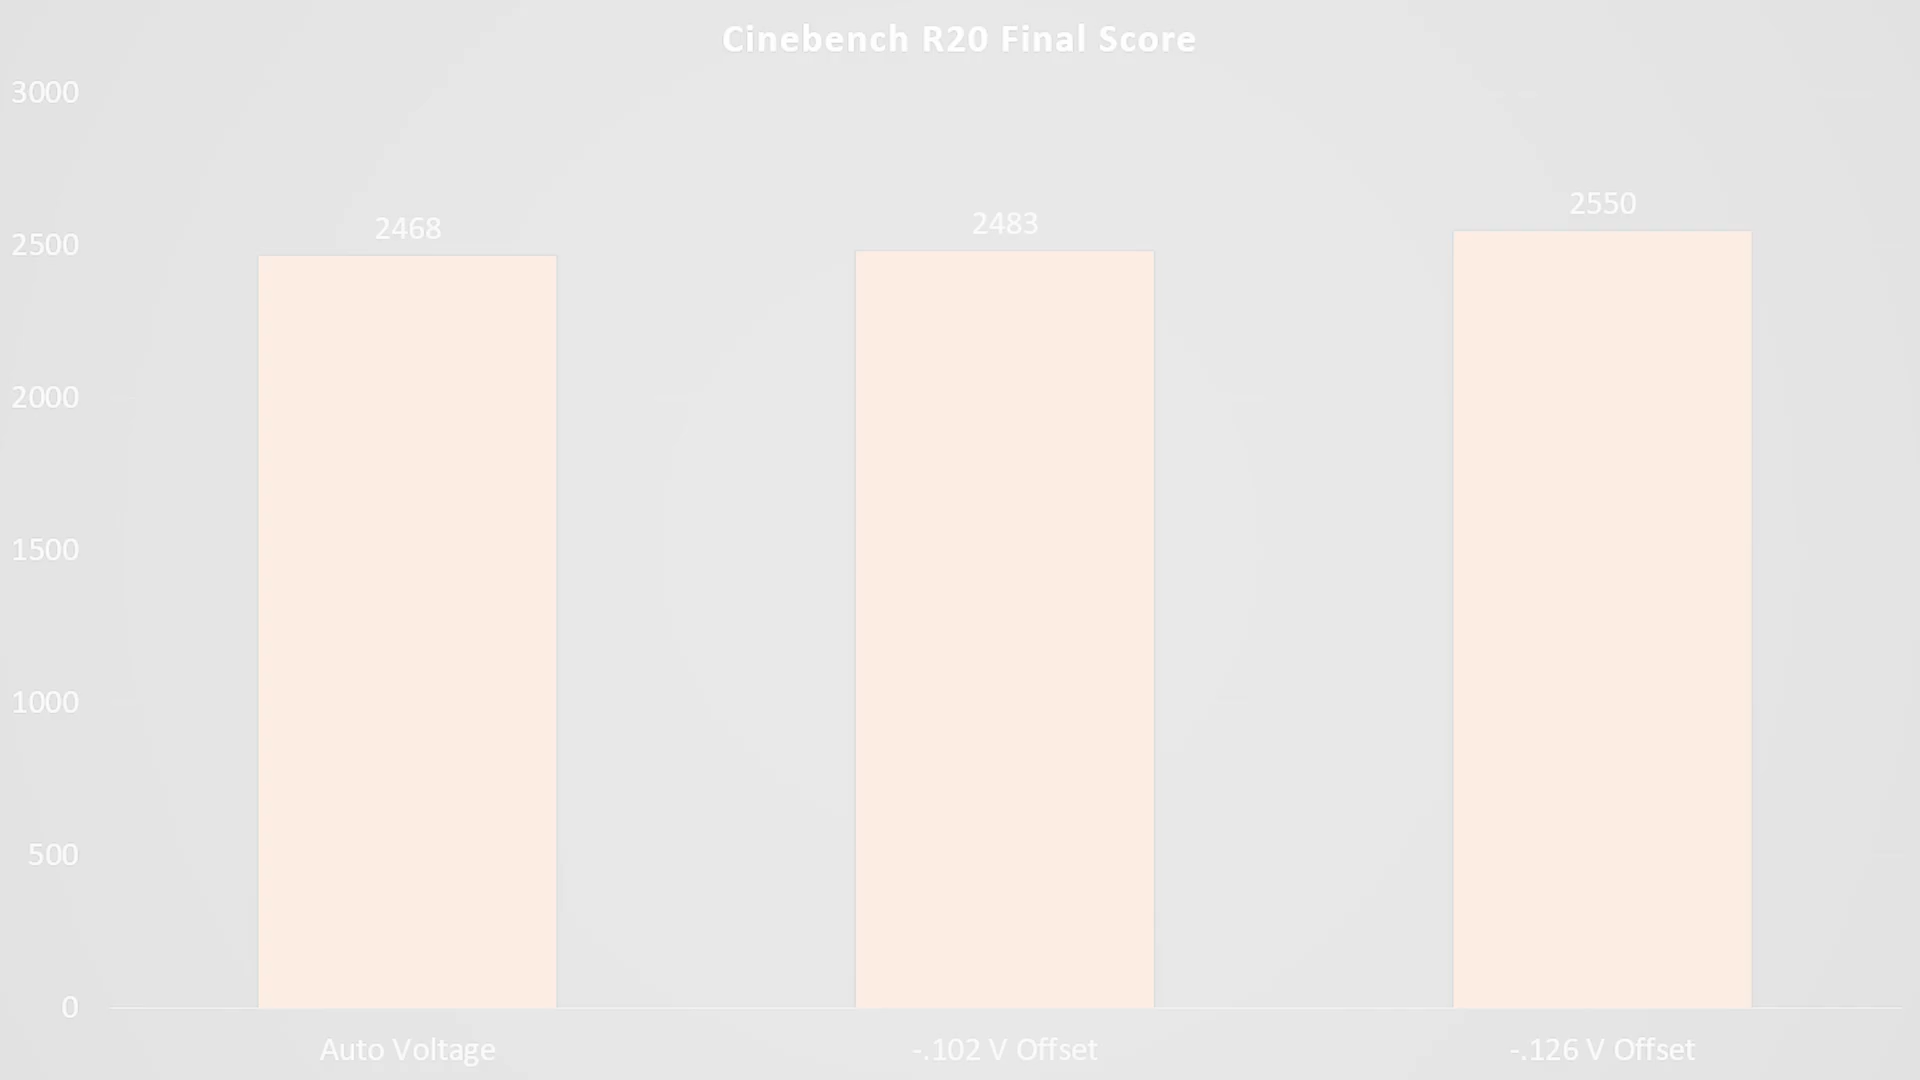 Cinebench R20 Final Score
3000
2500
2000
1500
1000
500
0
2468
2483
2550
Auto Voltage
-.102 V Offset
-.126 V Offset